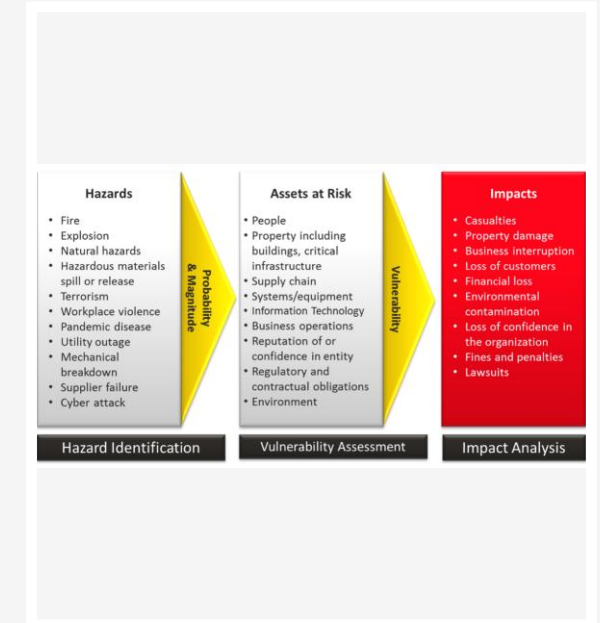 Hazards
• Fire
• Explosion
• Natural hazards
• Hazardous materials
spill or release
• Terrorism
• Workplace violence
• Pandemic disease
• Utility outage
• Mechanical
breakdown
• Supplier failure
• Cyber attack
Probability
& Magnitude
Hazard Identification
Assets at Risk
• People
• Property including
buildings, critical
infrastructure
• Supply chain
• Systems/equipment
• Information Technology
• Business operations
• Reputation of or
confidence in entity
• Regulatory and
contractual obligations
• Environment
Vulnerability
Vulnerability Assessment
Impacts
• Casualties
• Property damage
• Business interruption
• Loss of customers
• Financial loss
• Environmental
contamination
• Loss of confidence in
the organization
• Fines and penalties
• Lawsuits
Impact Analysis